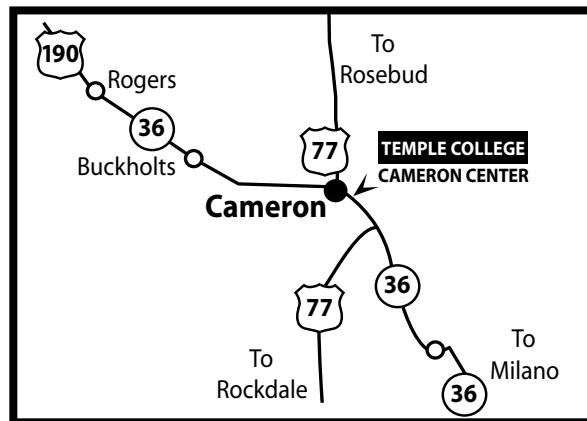 190
Rogers
36
Buckholts
To
Rosebud
77
TEMPLE COLLEGE
CAMERON CENTER
Cameron
36
77
To
Rockdale
To
Milano
36